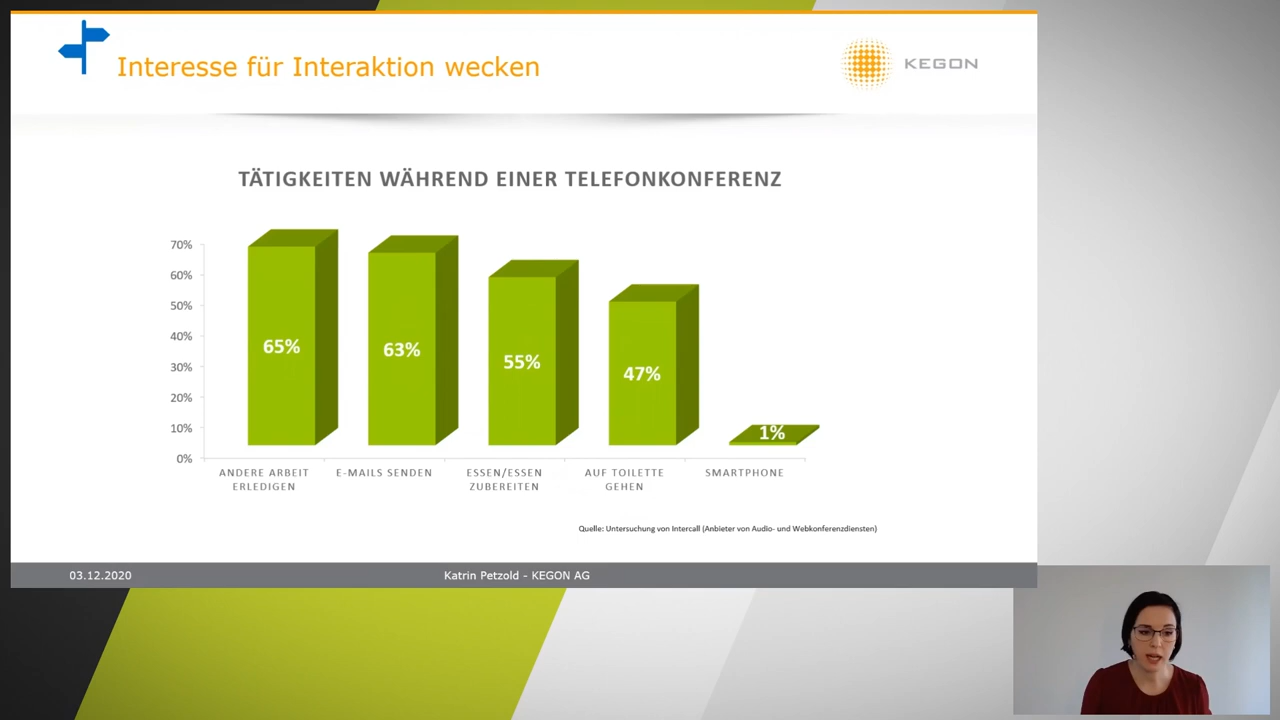 Interesse für Interaktion wecken
KEGON
TÄTIGKEITEN WÄHREND EINER TELEFONKONFERENZ
70%
60%
50%
40%
30%
20%
10%
0%
65%
63%
55%
47%
1%
ANDERE ARBEIT
ERLEDIGEN
E-MAILS SENDEN
ESSEN/ESSEN
ZUBEREITEN
AUF TOILETTE
GEHEN
SMARTPHONE
Quelle: Untersuchung von Intercall (Anbieter von Audio- und Webkonferenzdiensten)
03.12.2020
Katrin Petzold - KEGON AG